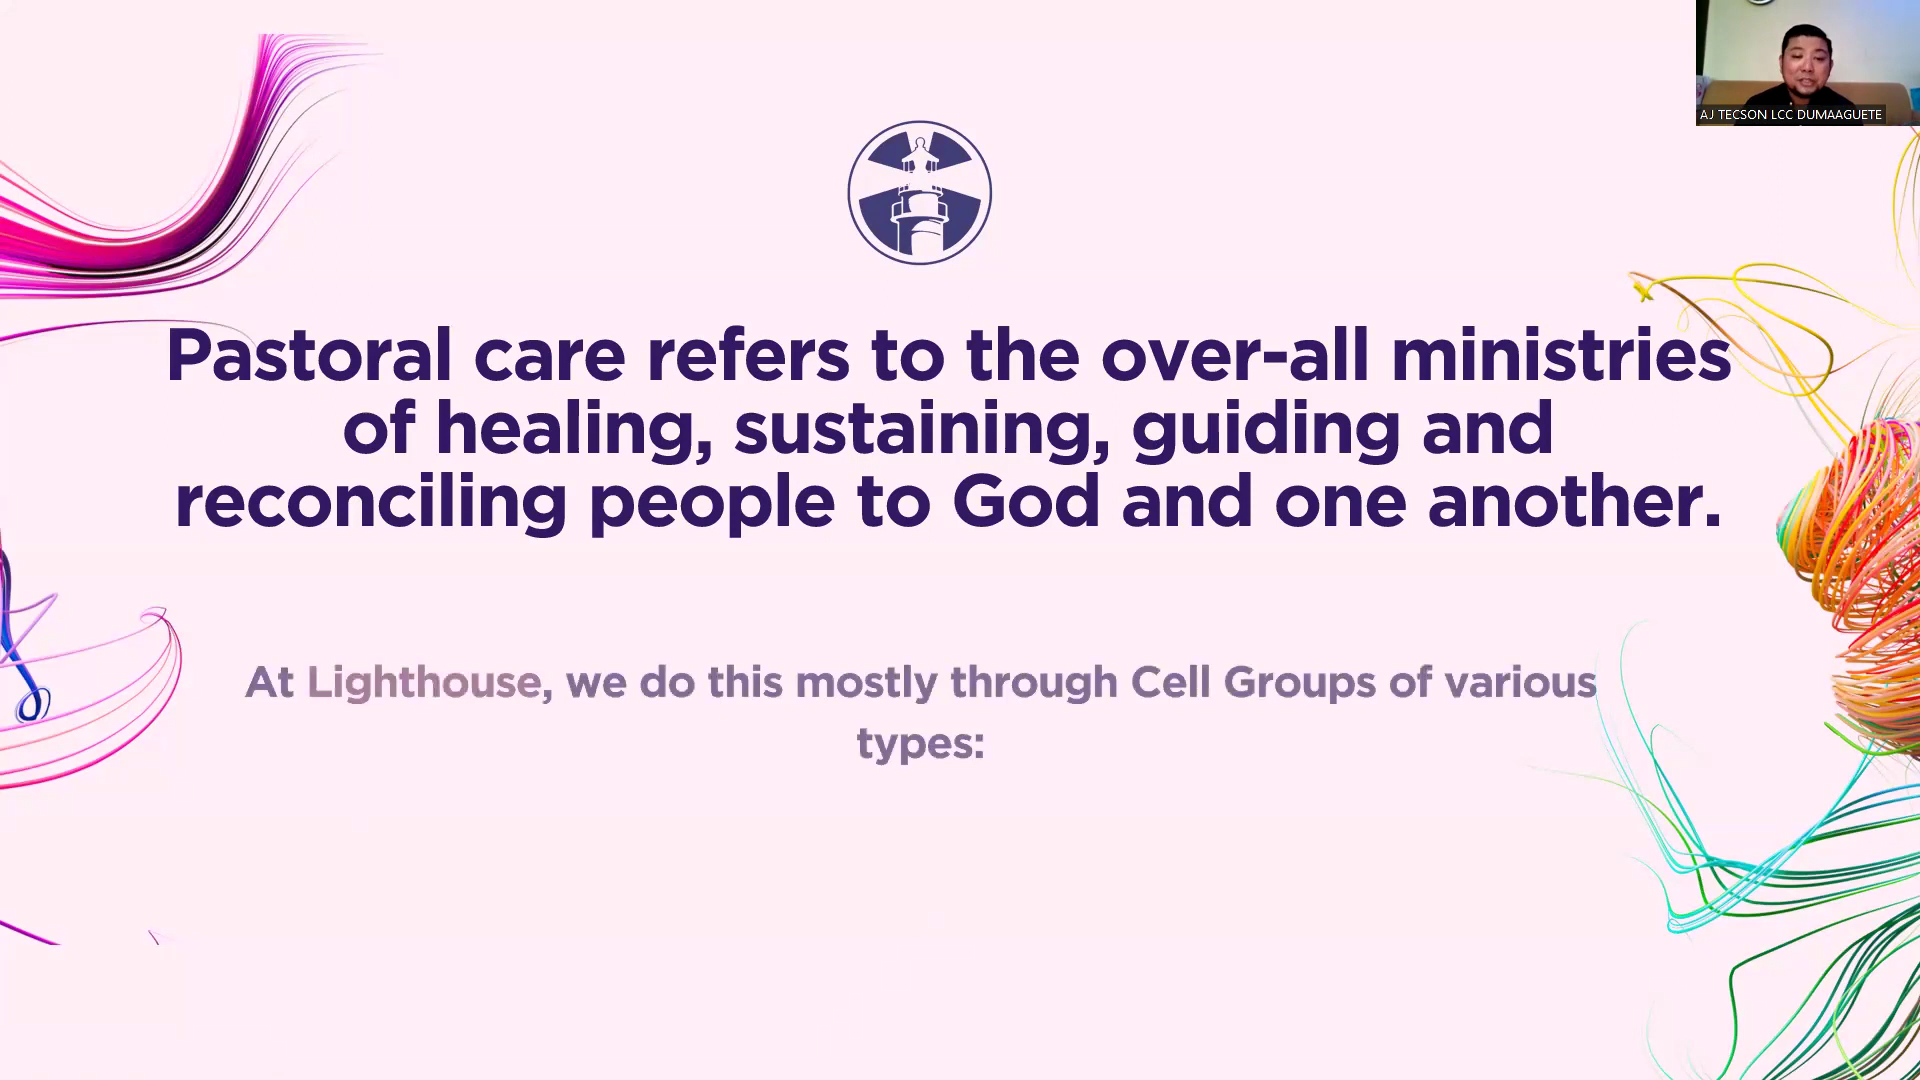 AJ TECSON LCC DUMAAGUETE
Pastoral care refers to the over-all ministries
of healing, sustaining, guiding and
reconciling people to God and one another.
At Lighthouse, we do this mostly through Cell Groups of various
types: